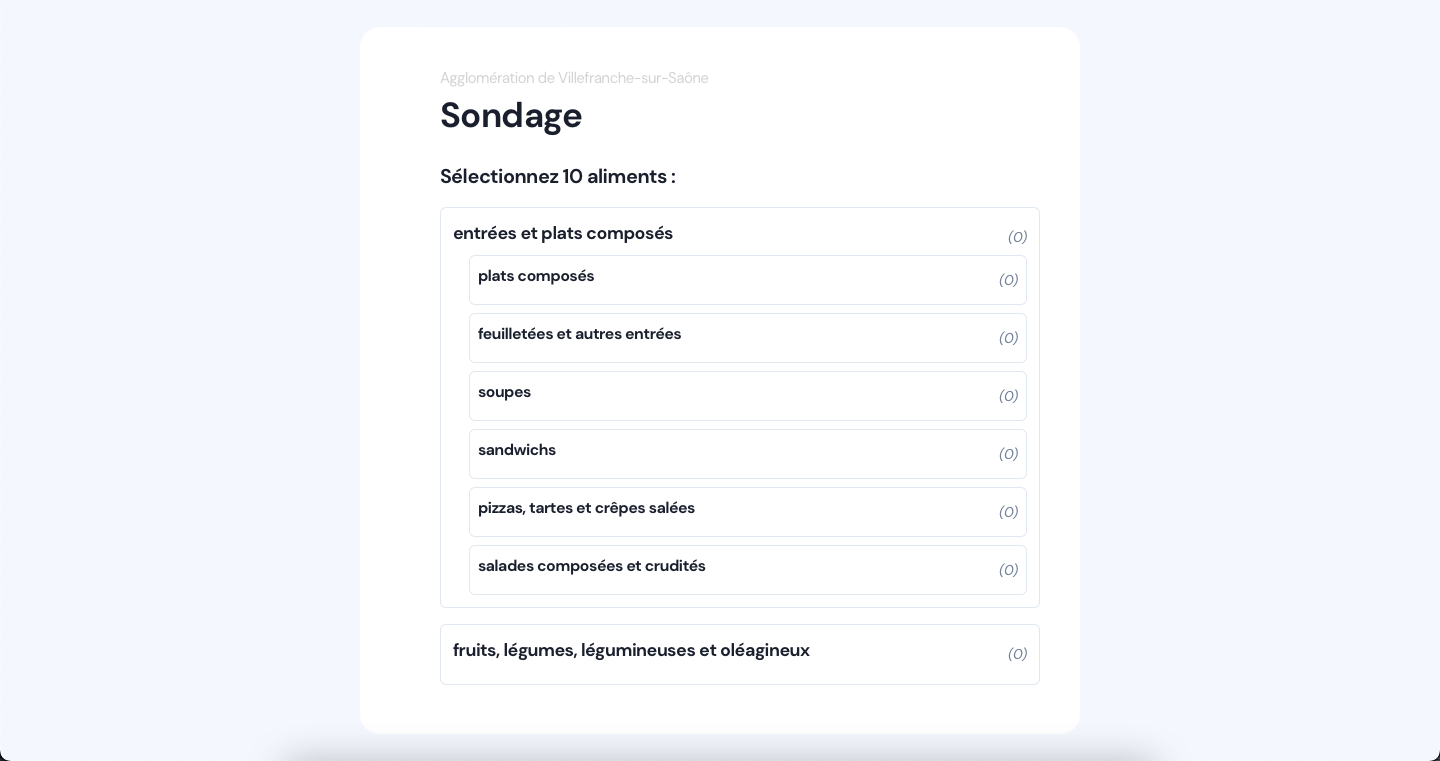 Agglomération de Villefranche-sur-Saône
Sondage
Sélectionnez 10 aliments :
entrées et plats composés (0)
plats composés (0)
feuilletées et autres entrées (0)
soupes (0)
sandwichs (0)
pizzas, tartes et crêpes salées (0)
salades composées et crudités (0)
fruits, légumes, légumineuses et oléagineux (0)